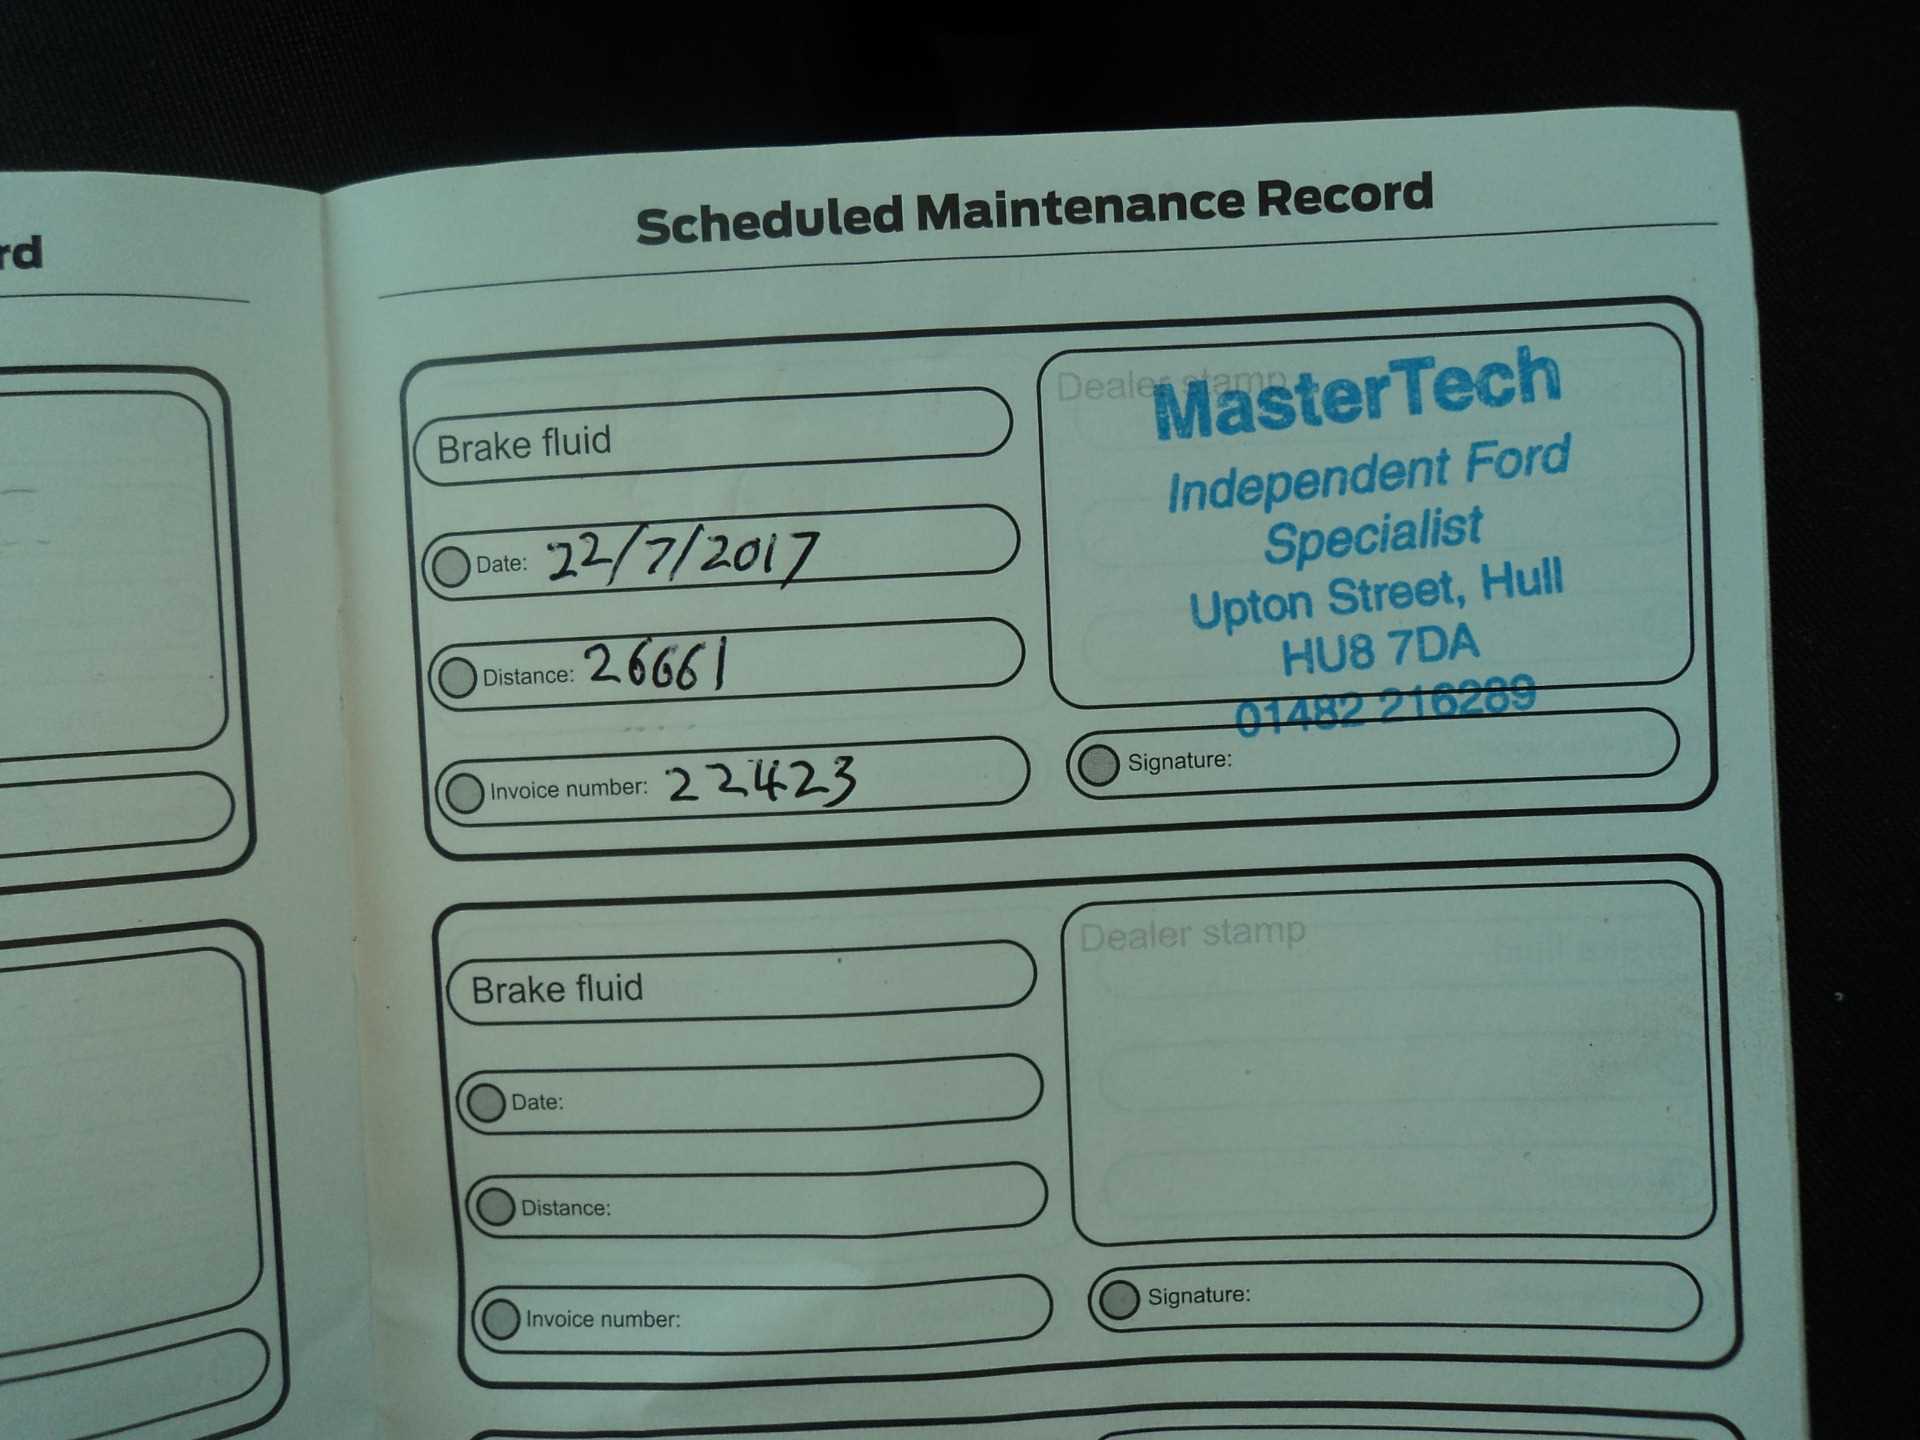 rd
Scheduled Maintenance Record
Brake fluid
Date: 22/7/2017
Distance: 26661
Invoice number: 22423
Dealer stamp
MasterTech
Independent Ford
Specialist
Upton Street, Hull
HU8 7DA
01482 216289
Signature:
Brake fluid
Date:
Distance:
Invoice number:
Dealer stamp
Signature: